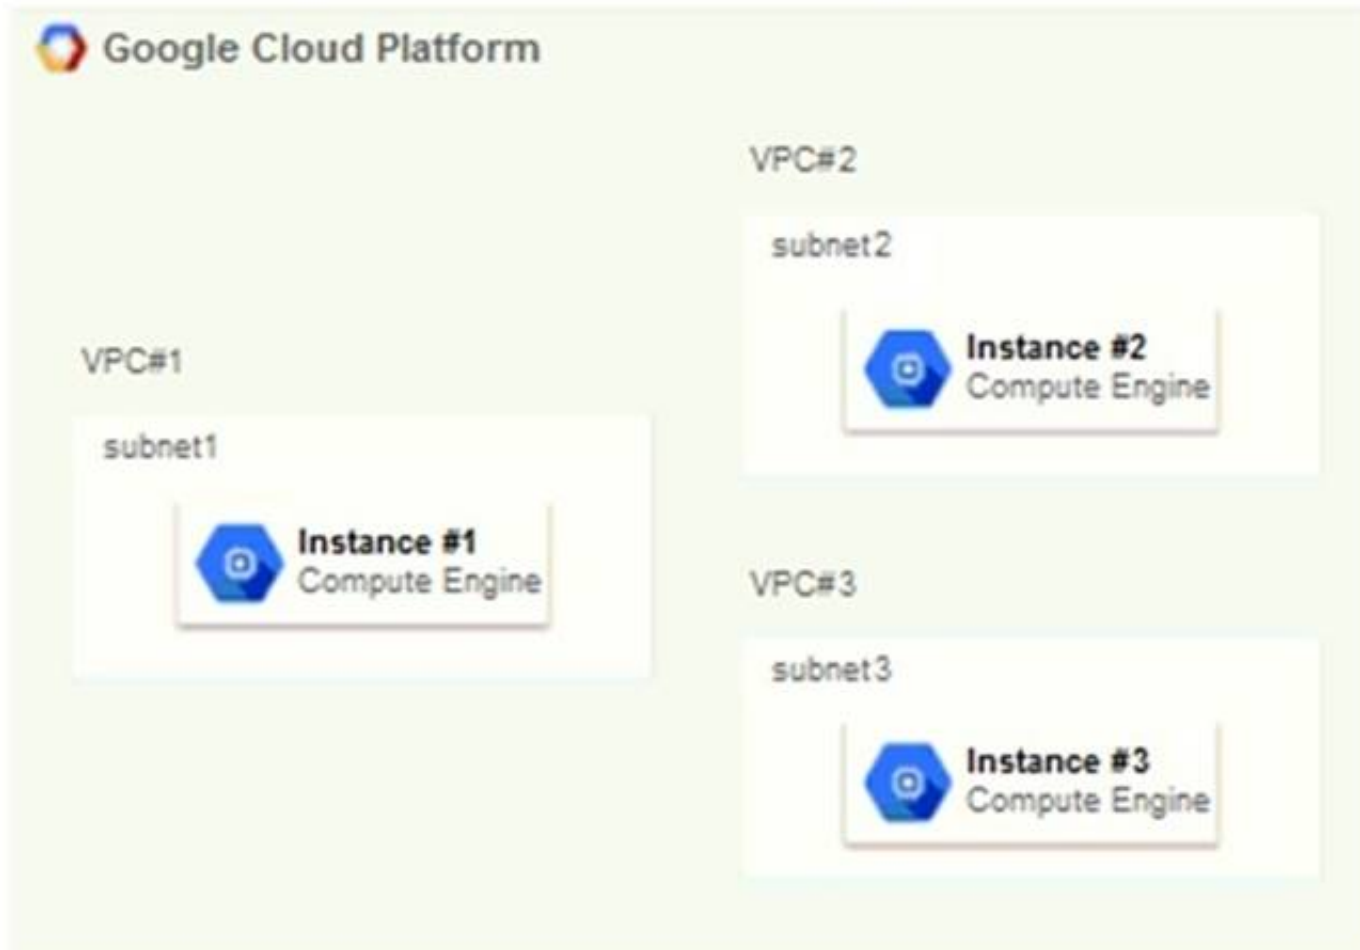 Google Cloud Platform
VPC#1
subnet1
Instance #1
Compute Engine
VPC#2
subnet2
Instance #2
Compute Engine
VPC#3
subnet3
Instance #3
Compute Engine